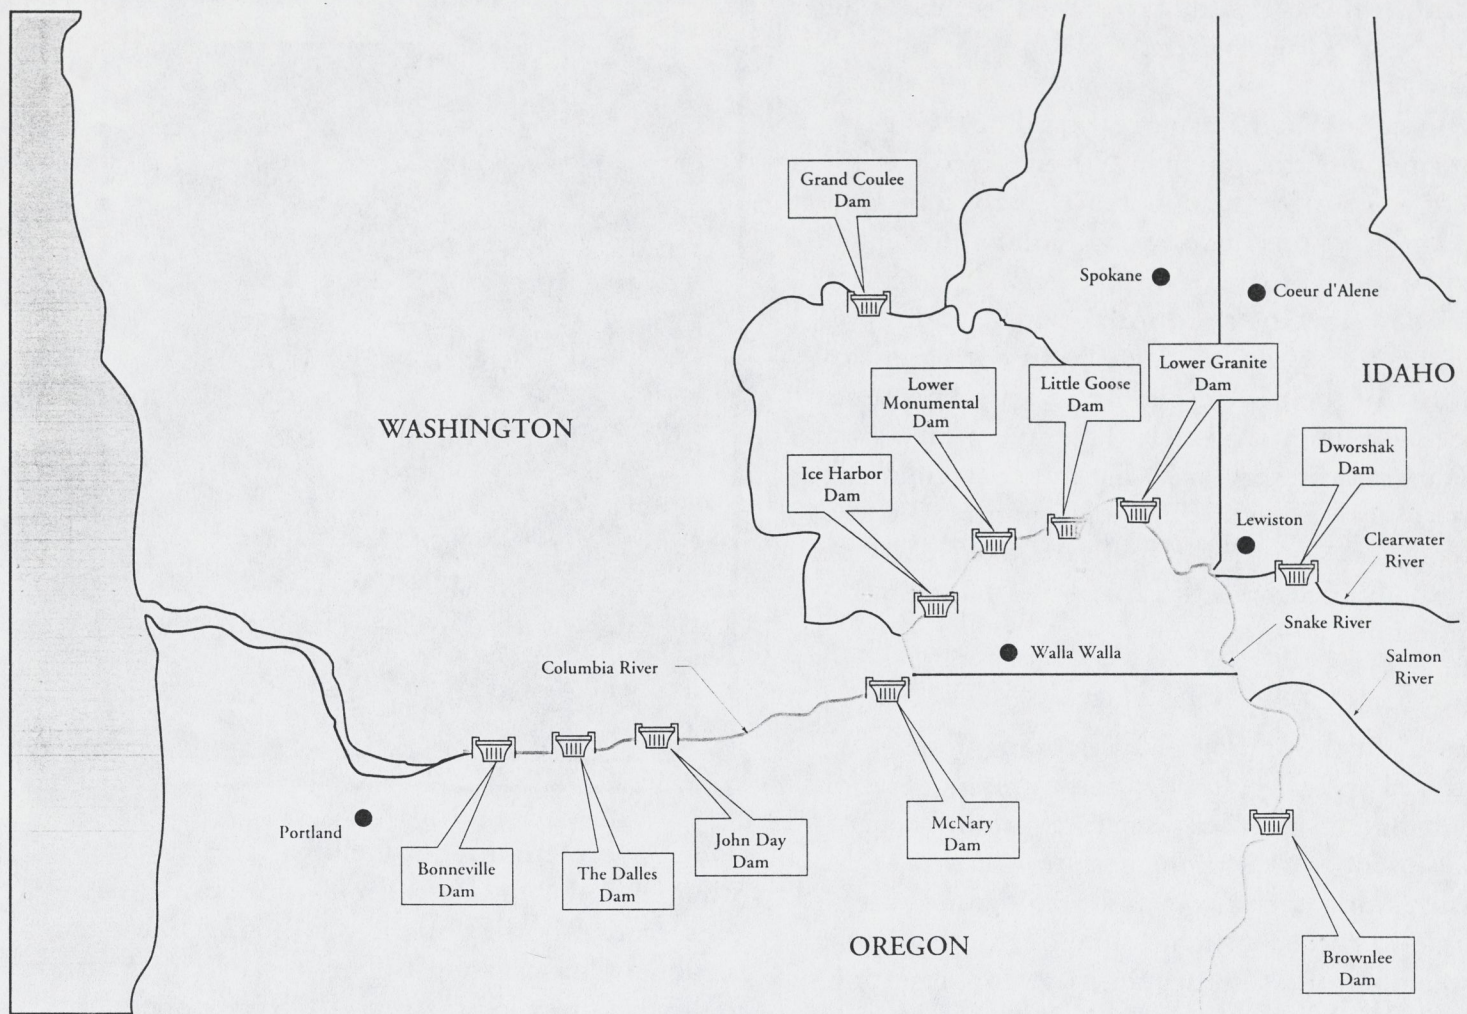 Grand Coulee
Dam
Spokane
Coeur d'Alene
IDAHO
Lower Granite
Dam
Little Goose
Dam
Lower
Monumental
Dam
WASHINGTON
Dworshak
Dam
Ice Harbor
Dam
Lewiston
Clearwater
River
Snake River
Walla Walla
Salmon
River
Columbia River
Portland
McNary
Dam
John Day
Dam
Bonneville
Dam
The Dalles
Dam
OREGON
Brownlee
Dam